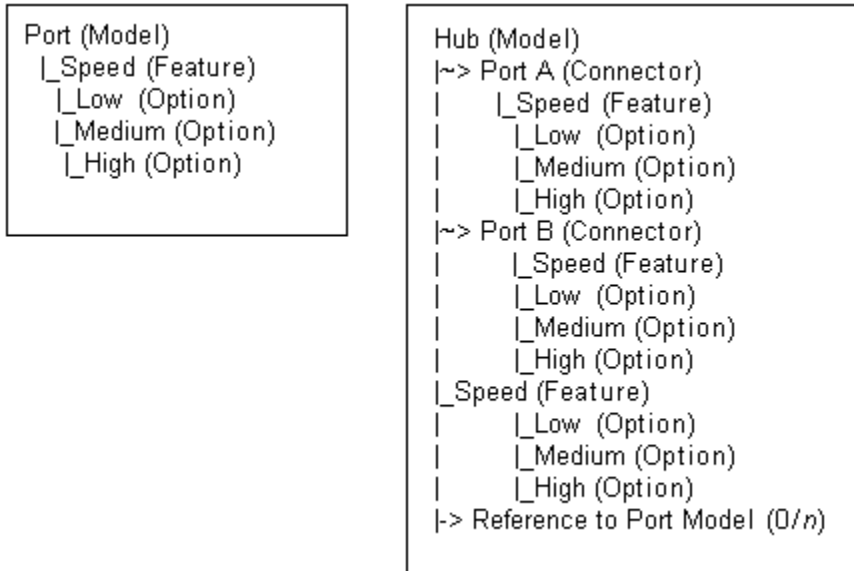 Port (Model)
|_Speed (Feature)
|_Low (Option)
|_Medium (Option)
|_High (Option)
Hub (Model)
|~> Port A (Connector)
| |_Speed (Feature)
| |_Low (Option)
| |_Medium (Option)
| |_High (Option)
|~> Port B (Connector)
| |_Speed (Feature)
| |_Low (Option)
| |_Medium (Option)
| |_High (Option)
|_Speed (Feature)
| |_Low (Option)
| |_Medium (Option)
| |_High (Option)
|-> Reference to Port Model (0/n)